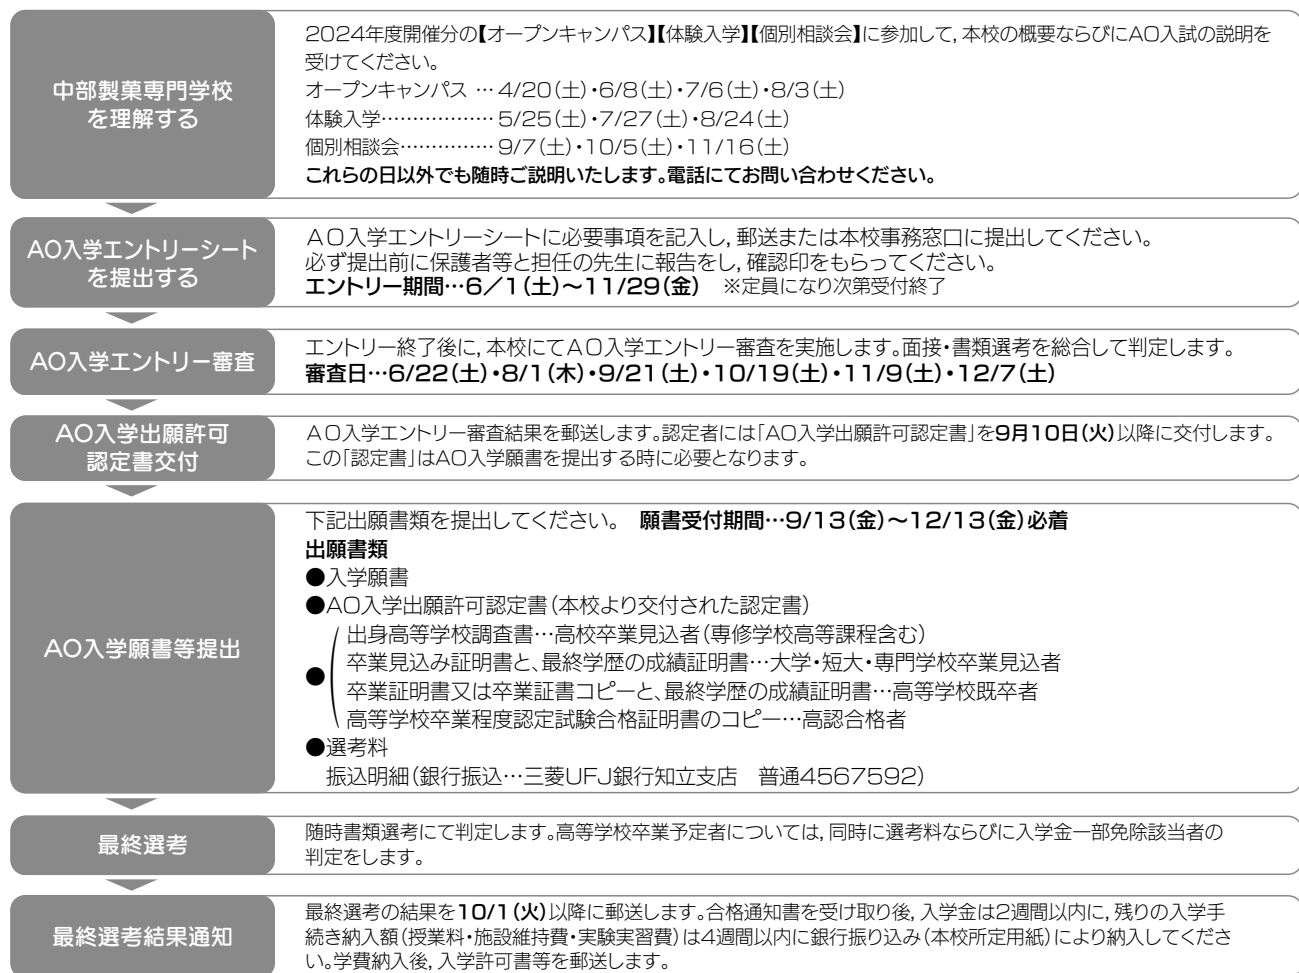 中部製菓専門学校
を理解する
2024年度開催分の【オープンキャンパス】【体験入学】【個別相談会】に参加して，本校の概要ならびにAO入試の説明を
受けてください。
オープンキャンパス … 4/20（土）・6/8（土）・7/6（土）・8/3（土）
体験入学……………… 5/25（土）・7/27（土）・8/24（土）
個別相談会…………… 9/7（土）・10/5（土）・11/16（土）
これらの日以外でも随時ご説明いたします。電話にてお問い合わせください。
AO入学エントリーシート
を提出する
ＡＯ入学エントリーシートに必要事項を記入し，郵送または本校事務窓口に提出してください。
必ず提出前に保護者等と担任の先生に報告をし，確認印をもらってください。
エントリー期間…6／1（土）〜11/29（金）　※定員になり次第受付終了
AO入学エントリー審査
エントリー終了後に，本校にてＡＯ入学エントリー審査を実施します。面接・書類選考を総合して判定します。
審査日…6/22（土）・8/1（木）・9/21（土）・10/19（土）・11/9（土）・12/7（土）
AO入学出願許可
認定書交付
ＡＯ入学エントリー審査結果を郵送します。認定者には「AO入学出願許可認定書」を9月10日（火）以降に交付します。
この「認定書」はAO入学願書を提出する時に必要となります。
AO入学願書等提出
下記出願書類を提出してください。　願書受付期間…9/13（金）〜12/13（金）必着
出願書類
●入学願書
●AO入学出願許可認定書（本校より交付された認定書）
●出身高等学校調査書…高校卒業見込者（専修学校高等課程含む）
卒業見込み証明書と、最終学歴の成績証明書…大学・短大・専門学校卒業見込者
卒業証明書又は卒業証書コピーと、最終学歴の成績証明書…高等学校既卒者
高等学校卒業程度認定試験合格証明書のコピー…高認合格者
●選考料
振込明細（銀行振込…三菱UFJ銀行知立支店　普通4567592）
最終選考
随時書類選考にて判定します。高等学校卒業予定者については，同時に選考料ならびに入学金一部免除該当者の
判定をします。
最終選考結果通知
最終選考の結果を10/1（火）以降に郵送します。合格通知書を受け取り後，入学金は2週間以内に，残りの入学手
続き納入額（授業料・施設維持費・実験実習費）は4週間以内に銀行振り込み（本校所定用紙）により納入してくださ
い。学費納入後，入学許可書等を郵送します。